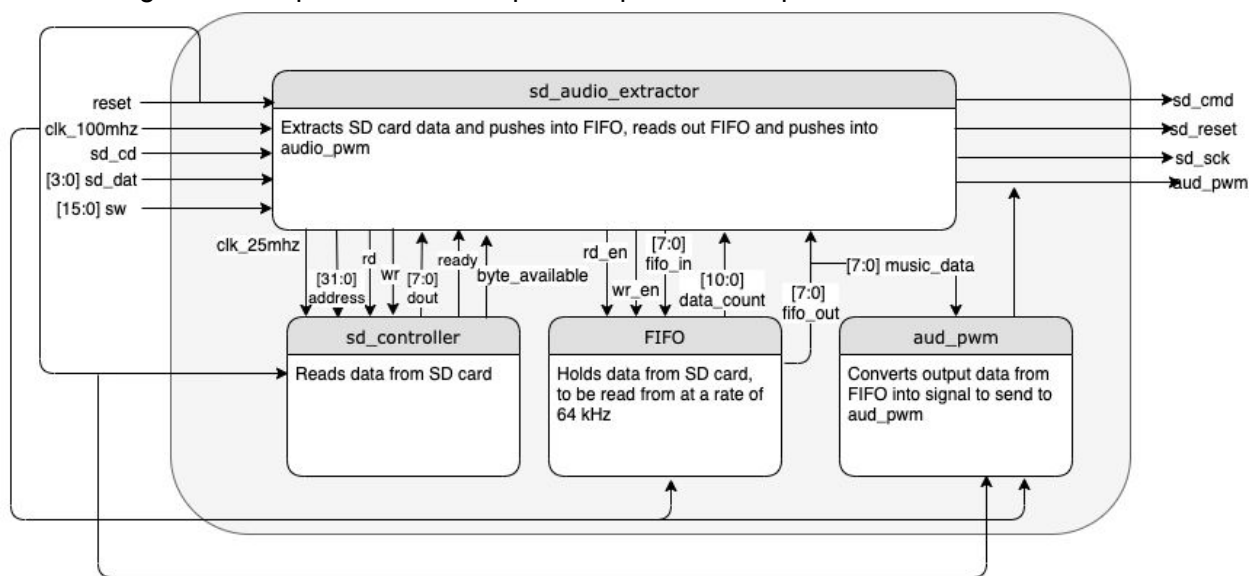 sd_audio_extractor
Extracts SD card data and pushes into FIFO, reads out FIFO and pushes into
audio_pwm
reset
clk_100mhz
sd_cd
[3:0] sd_dat
[15:0] sw
sd_cmd
sd_reset
sd_sck
aud_pwm
clk_25mhz
[31:0]
address
rd
wr
[7:0]
dout
ready
byte_available
rd_en
wr_en
[7:0]
fifo_in
[10:0]
data_count
[7:0]
fifo_out
[7:0] music_data
sd_controller
Reads data from SD card
FIFO
Holds data from SD card,
to be read from at a rate of
64 kHz
aud_pwm
Converts output data from
FIFO into signal to send to
aud_pwm